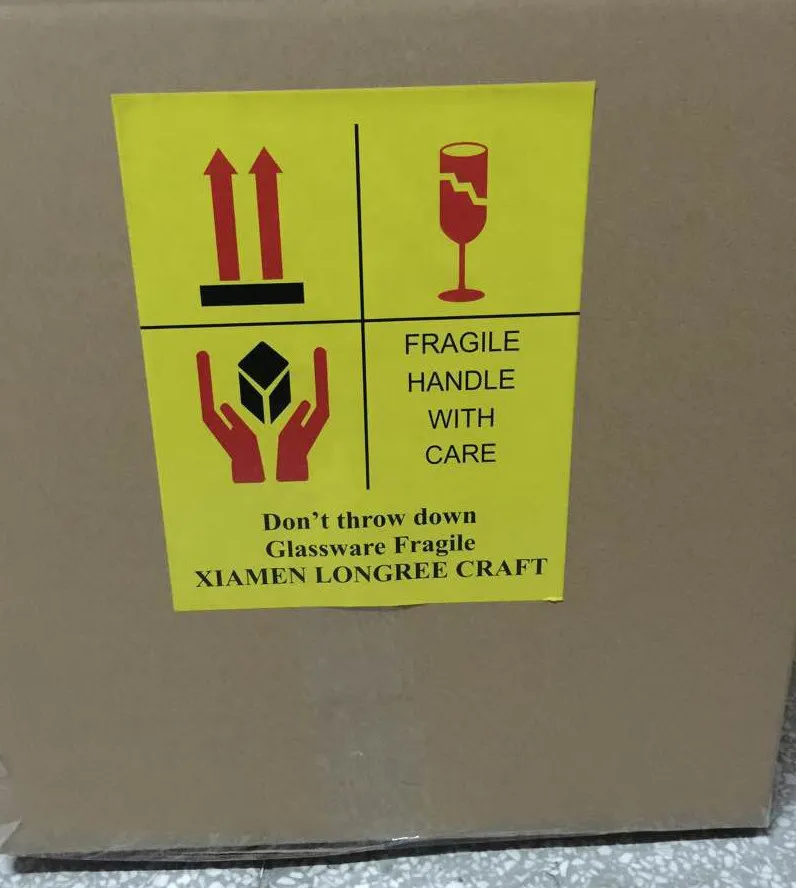 FRAGILE
HANDLE
WITH
CARE
Don't throw down
Glassware Fragile
XIAMEN LONGREE CRAFT